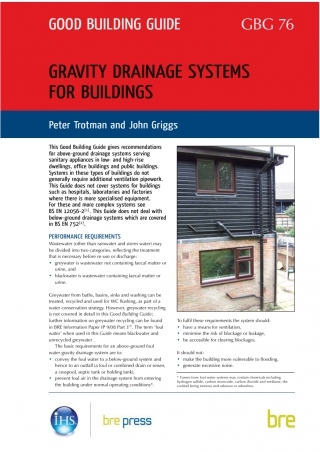 GOOD BUILDING GUIDE
GBG 76
GRAVITY DRAINAGE SYSTEMS
FOR BUILDINGS
Peter Trotman and John Griggs
This Good Building Guide gives recommendations
for above-ground drainage systems serving
sanitary appliances in low- and high-rise
dwellings, office buildings and public buildings.
Systems in these types of buildings do not
generally require additional ventilation pipework.
This Guide does not cover systems for buildings
such as hospitals, laboratories and factories
where there is more specialised equipment.
For these and more complex systems see
BS EN 12056-2[1]. This Guide does not deal with
below-ground drainage systems which are covered
in BS EN 752[2].
PERFORMANCE REQUIREMENTS
Wastewater (other than rainwater and storm water) may
be divided into two categories, reflecting the treatment
that is necessary before re-use or discharge:
• greywater is wastewater not containing faecal matter or
urine, and
• blackwater is wastewater containing faecal matter or
urine.
Greywater from baths, basins, sinks and washing can be
treated, recycled and used for WC flushing, as part of a
water conservation strategy. However, greywater recycling
is not covered in detail in this Good Building Guide;
further information on greywater recycling can be found
in BRE Information Paper IP 9/08 Part 3[3]. The term 'foul
water' when used in this Guide means blackwater and
unrecycled greywater.
The basic requirements for an above-ground foul
water gravity drainage system are to:
• convey the foul water to a below-ground system and
hence to an outfall (a foul or combined drain or sewer,
a cesspool, septic tank or holding tank),
• prevent foul air in the drainage system from entering
the building under normal operating conditions*.
To fulfil these requirements the system should:
• have a means of ventilation,
• minimise the risk of blockage or leakage,
• be accessible for clearing blockages.
It should not:
• make the building more vulnerable to flooding,
• generate excessive noise.
* Fumes from foul water systems may contain chemicals including
hydrogen sulfide, carbon monoxide, carbon dioxide and methane, the
cocktail being noxious and odorous or odourless.
IHS
bre press
bre